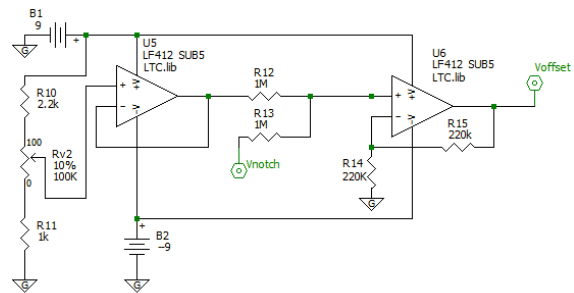 B1
9
G
R10
2.2k
100
Rv2
10%
100K
0
R11
1k
G
U5
LF412 SUB5
LTC.lib
+
V+
−
V-
+
B2
−9
G
R12
1M
R13
1M
Vnotch
U6
LF412 SUB5
LTC.lib
+
V+
−
V-
R14
220K
G
R15
220k
Voffset
+